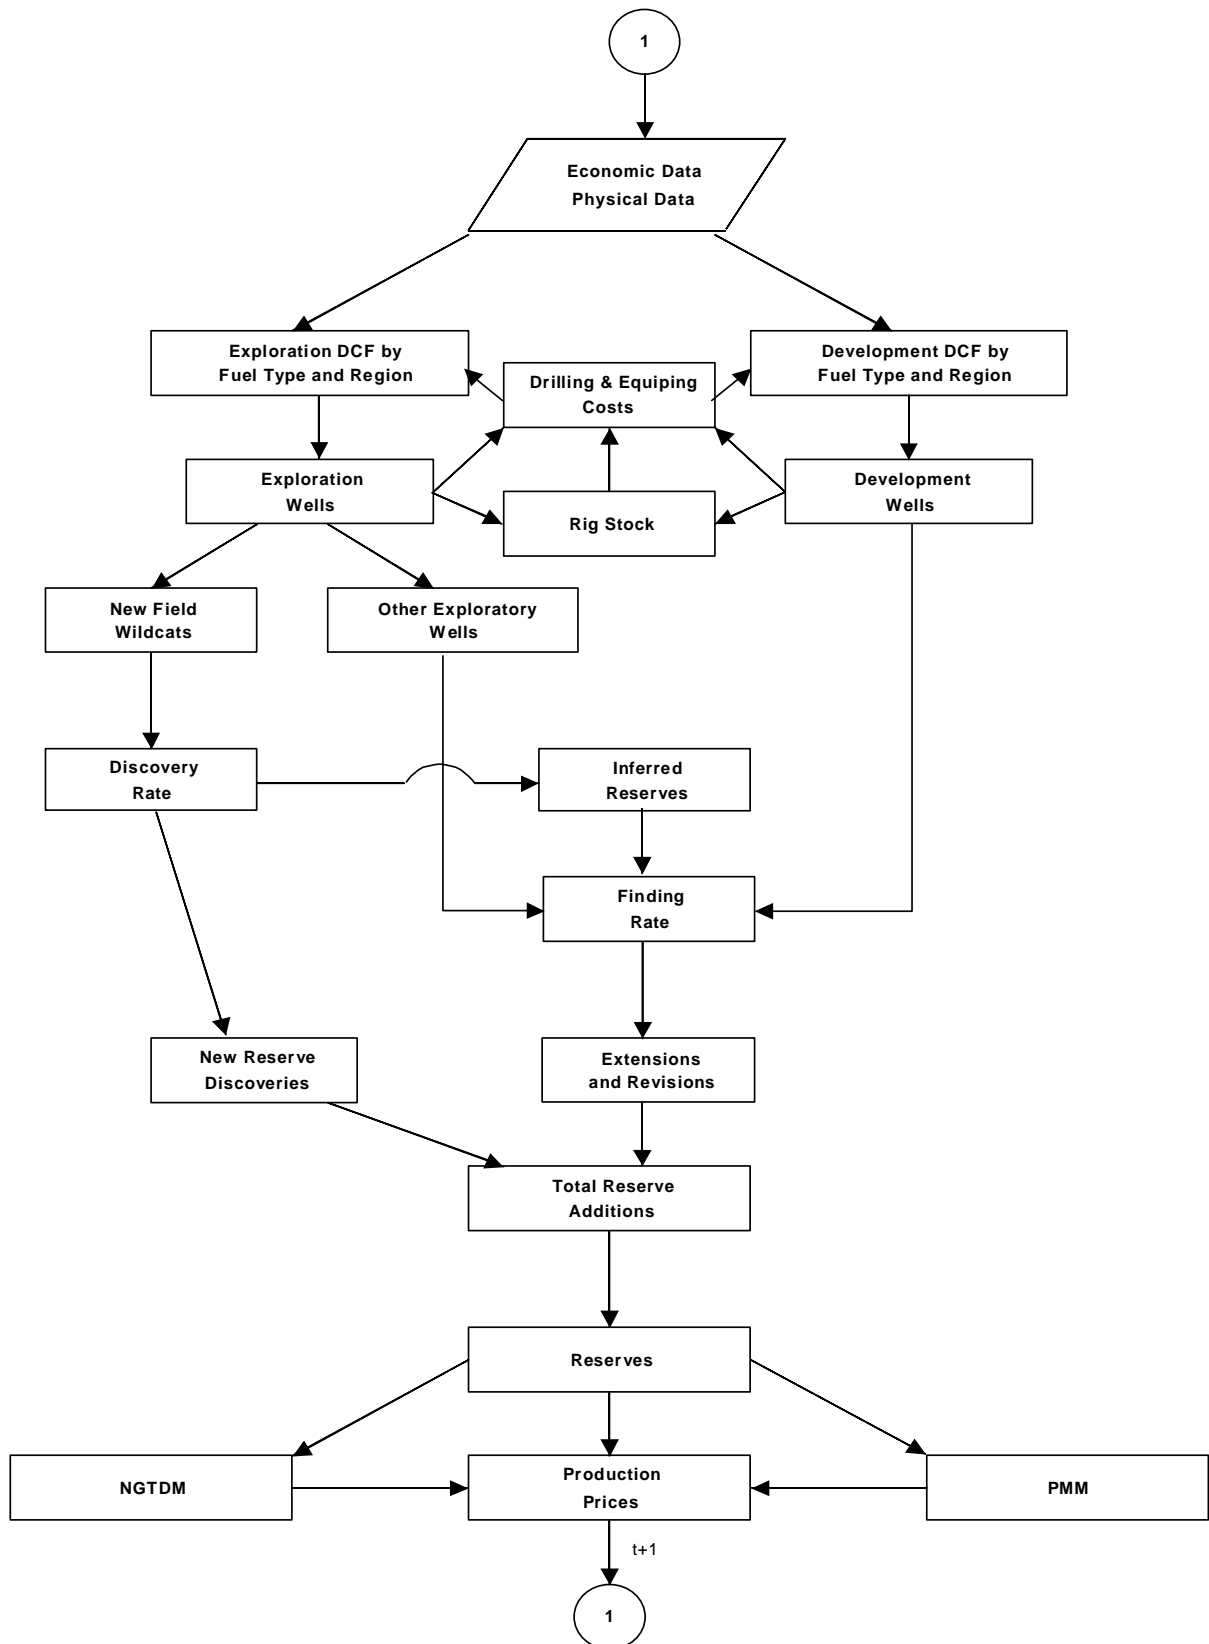 1
Economic Data
Physical Data
Exploration DCF by
Fuel Type and Region
Development DCF by
Fuel Type and Region
Drilling & Equiping
Costs
Exploration
Wells
Development
Wells
Rig Stock
New Field
Wildcats
Other Exploratory
Wells
Discovery
Rate
Inferred
Reserves
Finding
Rate
New Reserve
Discoveries
Extensions
and Revisions
Total Reserve
Additions
Reserves
NGTDM
Production
Prices
PMM
t+1
1